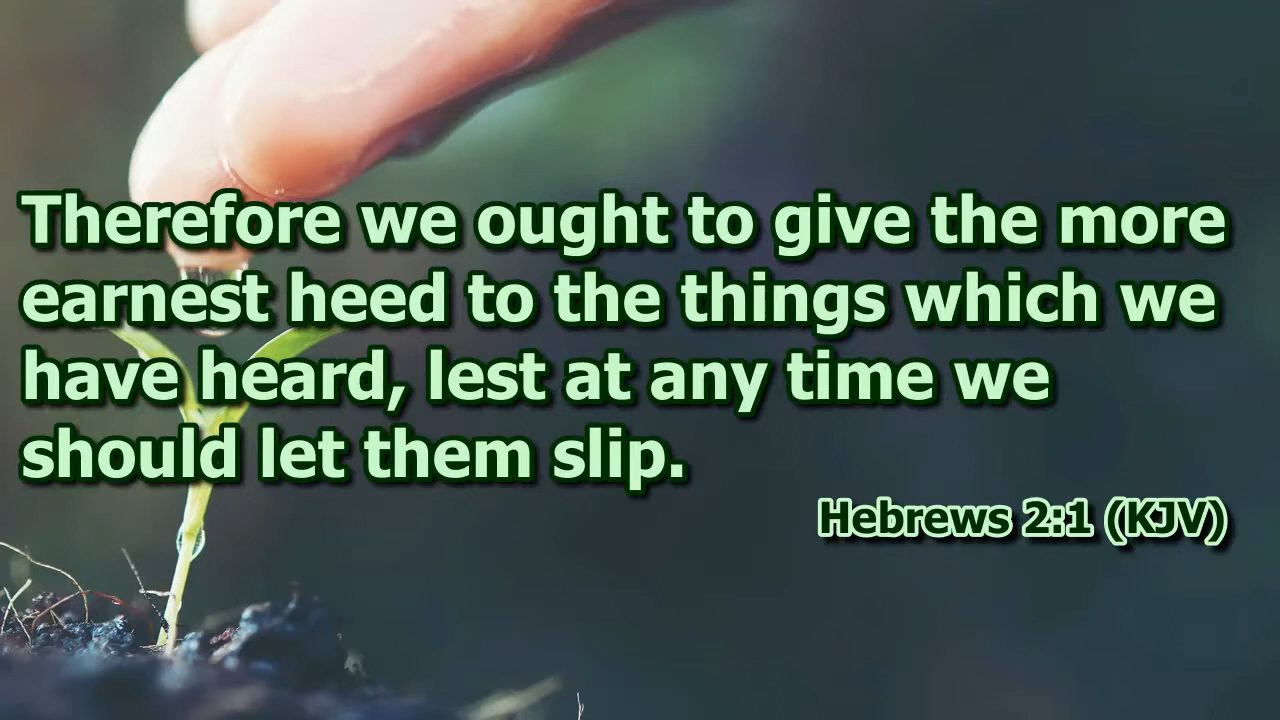 Therefore we ought to give the more
earnest heed to the things which we
have heard, lest at any time we
should let them slip.
Hebrews 2:1 (KJV)